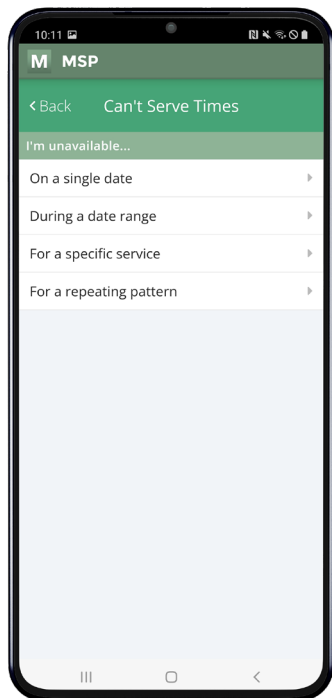 10:11
M MSP
Back Can't Serve Times
I'm unavailable...
On a single date
During a date range
For a specific service
For a repeating pattern